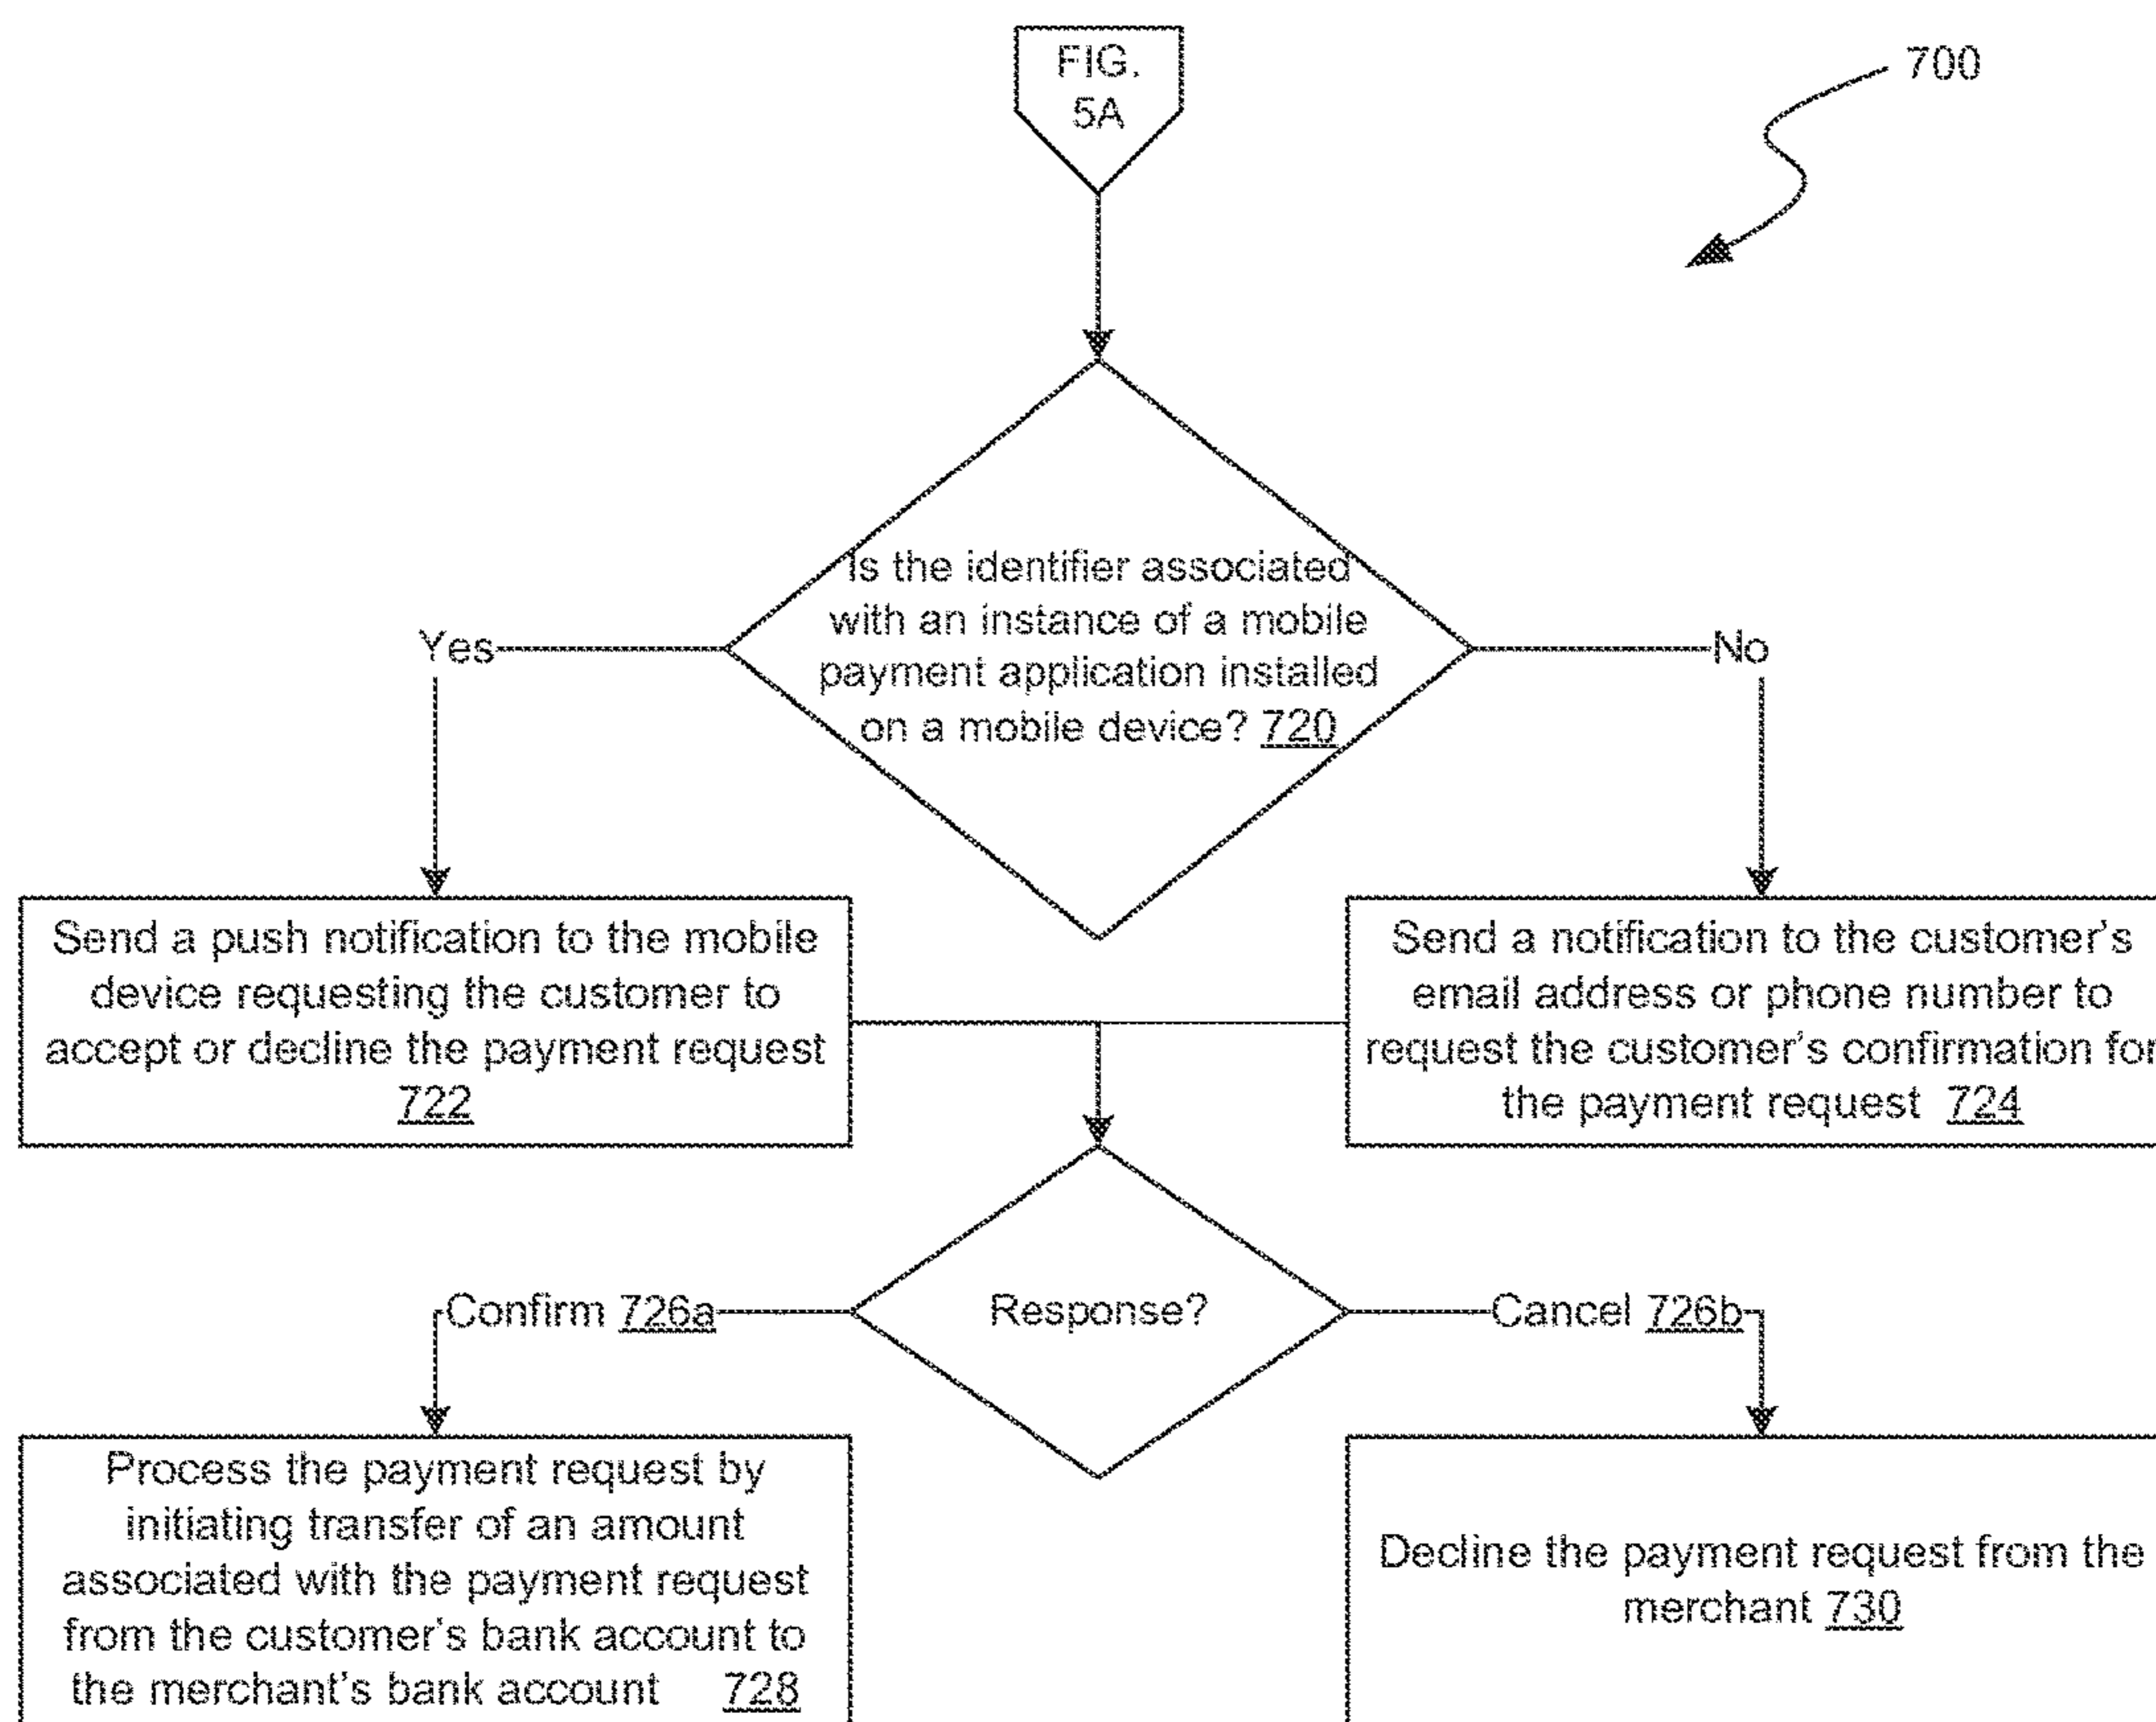 FIG.
5A
700
Is the identifier associated
with an instance of a mobile
payment application installed
on a mobile device? 720
Yes
No
Send a push notification to the mobile
device requesting the customer to
accept or decline the payment request
722
Send a notification to the customer's
email address or phone number to
request the customer's confirmation for
the payment request 724
Response?
Confirm 726a
Cancel 726b
Process the payment request by
initiating transfer of an amount
associated with the payment request
from the customer's bank account to
the merchant's bank account 728
Decline the payment request from the
merchant 730